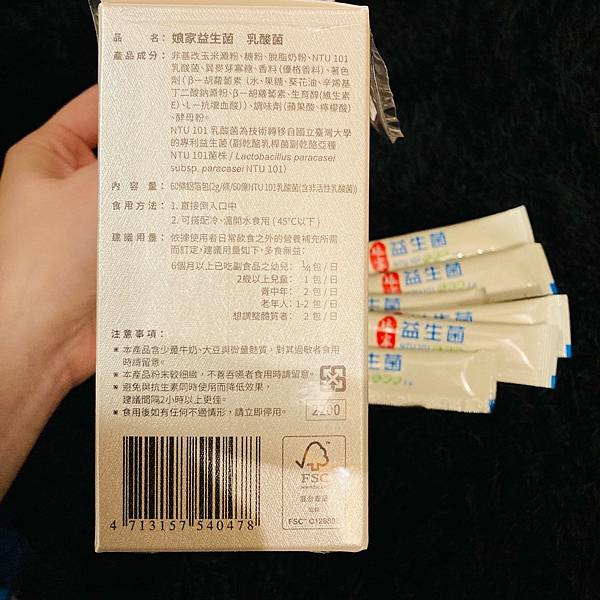 品名: 娘家益生菌 乳酸菌
產品成分: 非基改玉米澱粉、糖粉、脫脂奶粉、NTU 101
乳酸菌、異麥芽寡糖、香料(優格香料)、著色
劑(β-胡蘿蔔素(水、果糖、葵花油、辛烯基
丁二酸鈉澱粉、β-胡蘿蔔素、生育醇(維生素
E)、L-抗壞血酸))、調味劑(蘋果酸、檸檬酸)
、酵母粉。
NTU 101 乳酸菌為技術轉移自國立臺灣大學
的專利益生菌(副乾酪乳桿菌副乾酪亞種
NTU 101菌株 / Lactobacillus paracasei
subsp. paracasei NTU 101)
內容量: 60條鋁箔包(2g/條/60億NTU 101乳酸菌(含非活性乳酸菌))
食用方法: 1. 直接倒入口中
2. 可搭配冷、溫開水食用 (45℃以下)
建議用量: 依據使用者日常飲食之外的營養補充所需
而訂定,建議用量如下,多食無益:
6個月以上已吃副食品之幼兒: ¼ 包 / 日
2歲以上兒童: 1 包 / 日
青中年: 2 包 / 日
老年人: 1-2 包 / 日
想調整體質者: 2 包 / 日
注意事項:
※ 本產品含少量牛奶、大豆與微量麩質,對其過敏者食用
時請留意。
※ 本產品粉末較細緻,不善吞嚥者食用時請留意。
※ 避免與抗生素同時使用而降低效果,
建議間隔2小時以上更佳。
※ 食用後如有任何不適情形,請立即停用。
2200
4 713157 540478
FSC
益生菌
益生菌
益生菌